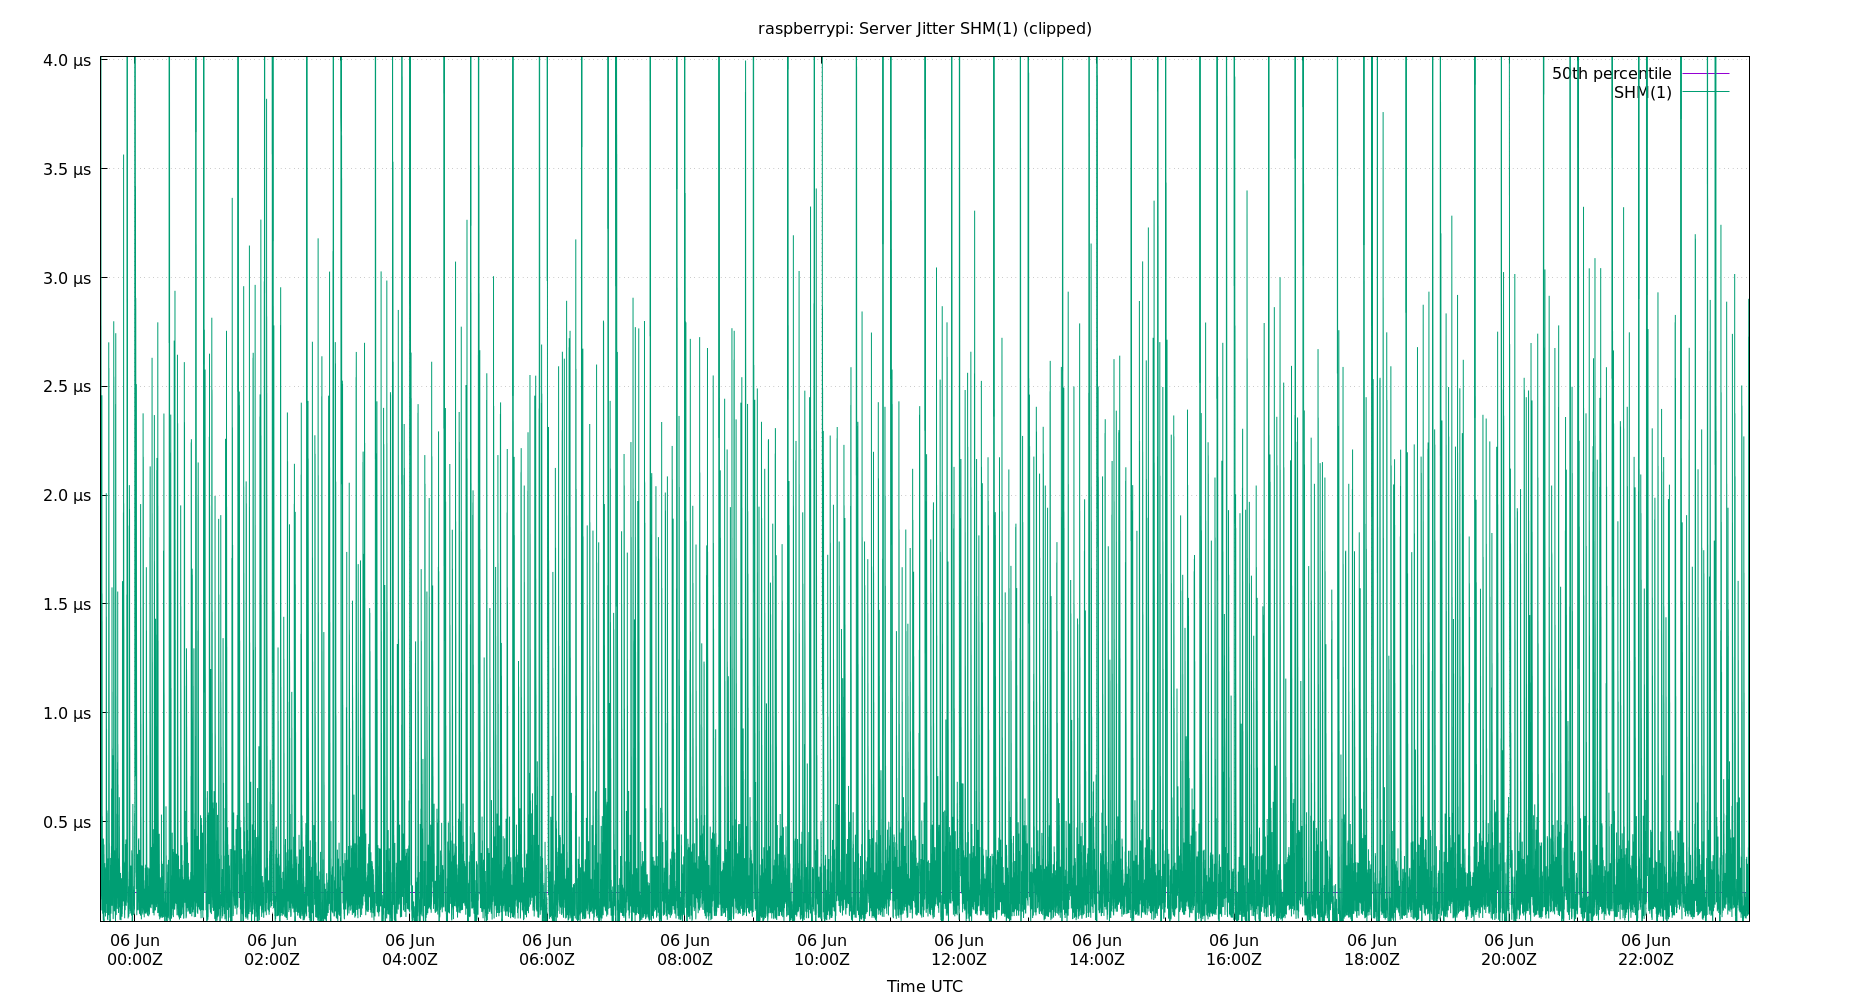 raspberrypi: Server Jitter SHM(1) (clipped)
4.0 µs
3.5 µs
3.0 µs
2.5 µs
2.0 µs
1.5 µs
1.0 µs
0.5 µs
50th percentile
SHM(1)
06 Jun 06 Jun 06 Jun 06 Jun 06 Jun 06 Jun 06 Jun 06 Jun 06 Jun 06 Jun 06 Jun 06 Jun
00:00Z 02:00Z 04:00Z 06:00Z 08:00Z 10:00Z 12:00Z 14:00Z 16:00Z 18:00Z 20:00Z 22:00Z
Time UTC